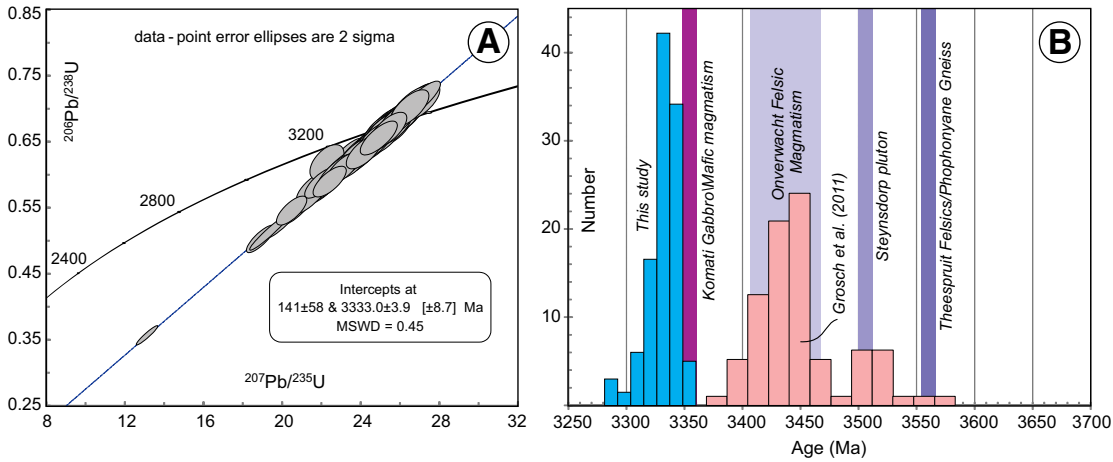 data - point error ellipses are 2 sigma
A
0.85
0.75
0.65
0.55
0.45
0.35
0.25
206Pb/238U
3200
2800
2400
Intercepts at
141±58 & 3333.0±3.9 [±8.7] Ma
MSWD = 0.45
207Pb/235U
8
12
16
20
24
28
32
B
40
30
20
10
Number
This study
Komati Gabbro\Mafic magmatism
Onverwacht Felsic
Magmatism
Grosch et al. (2011)
Steynsdorp pluton
Theespruit Felsics/Phophonyane Gneiss
3250
3300
3350
3400
3450
3500
3550
3600
3650
3700
Age (Ma)